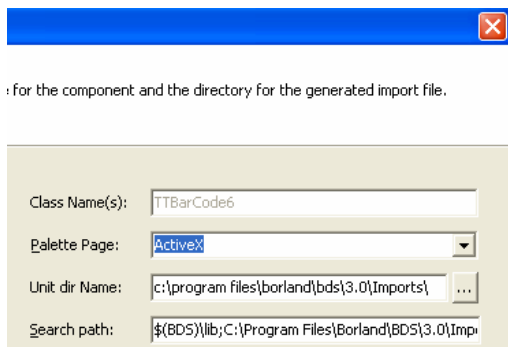 for the component and the directory for the generated import file.
Class Name(s): TTBarCode6
Palette Page: ActiveX
Unit dir Name: c:\program files\borland\bds\3.0\Imports\ ...
Search path: $(BDS)\lib;C:\Program Files\Borland\BDS\3.0\Imp